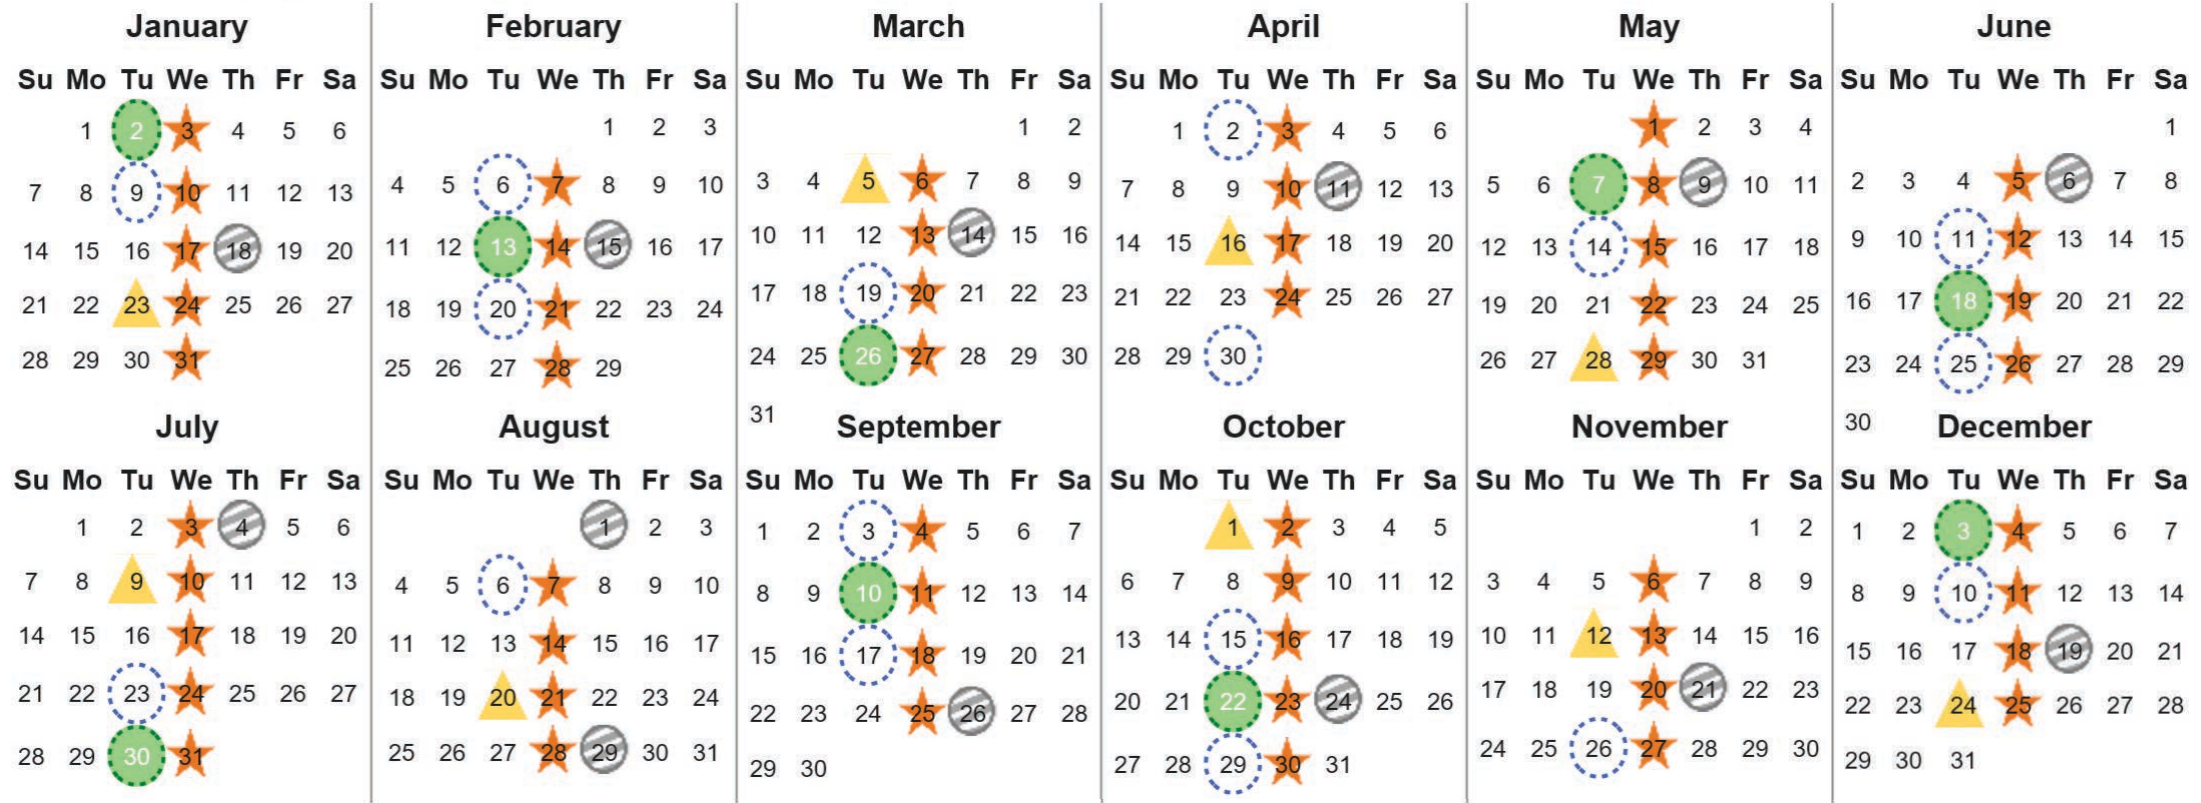 January
Su Mo Tu We Th Fr Sa
1 2 3 4 5 6
7 8 9 10 11 12 13
14 15 16 17 18 19 20
21 22 23 24 25 26 27
28 29 30 31
February
Su Mo Tu We Th Fr Sa
1 2 3
4 5 6 7 8 9 10
11 12 13 14 15 16 17
18 19 20 21 22 23 24
25 26 27 28 29
March
Su Mo Tu We Th Fr Sa
1 2
3 4 5 6 7 8 9
10 11 12 13 14 15 16
17 18 19 20 21 22 23
24 25 26 27 28 29 30
31
April
Su Mo Tu We Th Fr Sa
1 2 3 4 5 6
7 8 9 10 11 12 13
14 15 16 17 18 19 20
21 22 23 24 25 26 27
28 29 30
May
Su Mo Tu We Th Fr Sa
1 2 3 4
5 6 7 8 9 10 11
12 13 14 15 16 17 18
19 20 21 22 23 24 25
26 27 28 29 30 31
June
Su Mo Tu We Th Fr Sa
1
2 3 4 5 6 7 8
9 10 11 12 13 14 15
16 17 18 19 20 21 22
23 24 25 26 27 28 29
30
July
Su Mo Tu We Th Fr Sa
1 2 3 4 5 6
7 8 9 10 11 12 13
14 15 16 17 18 19 20
21 22 23 24 25 26 27
28 29 30 31
August
Su Mo Tu We Th Fr Sa
1 2 3
4 5 6 7 8 9 10
11 12 13 14 15 16 17
18 19 20 21 22 23 24
25 26 27 28 29 30 31
September
Su Mo Tu We Th Fr Sa
1 2 3 4 5 6 7
8 9 10 11 12 13 14
15 16 17 18 19 20 21
22 23 24 25 26 27 28
29 30
October
Su Mo Tu We Th Fr Sa
1 2 3 4 5
6 7 8 9 10 11 12
13 14 15 16 17 18 19
20 21 22 23 24 25 26
27 28 29 30 31
November
Su Mo Tu We Th Fr Sa
1 2
3 4 5 6 7 8 9
10 11 12 13 14 15 16
17 18 19 20 21 22 23
24 25 26 27 28 29 30
December
Su Mo Tu We Th Fr Sa
1 2 3 4 5 6 7
8 9 10 11 12 13 14
15 16 17 18 19 20 21
22 23 24 25 26 27 28
29 30 31